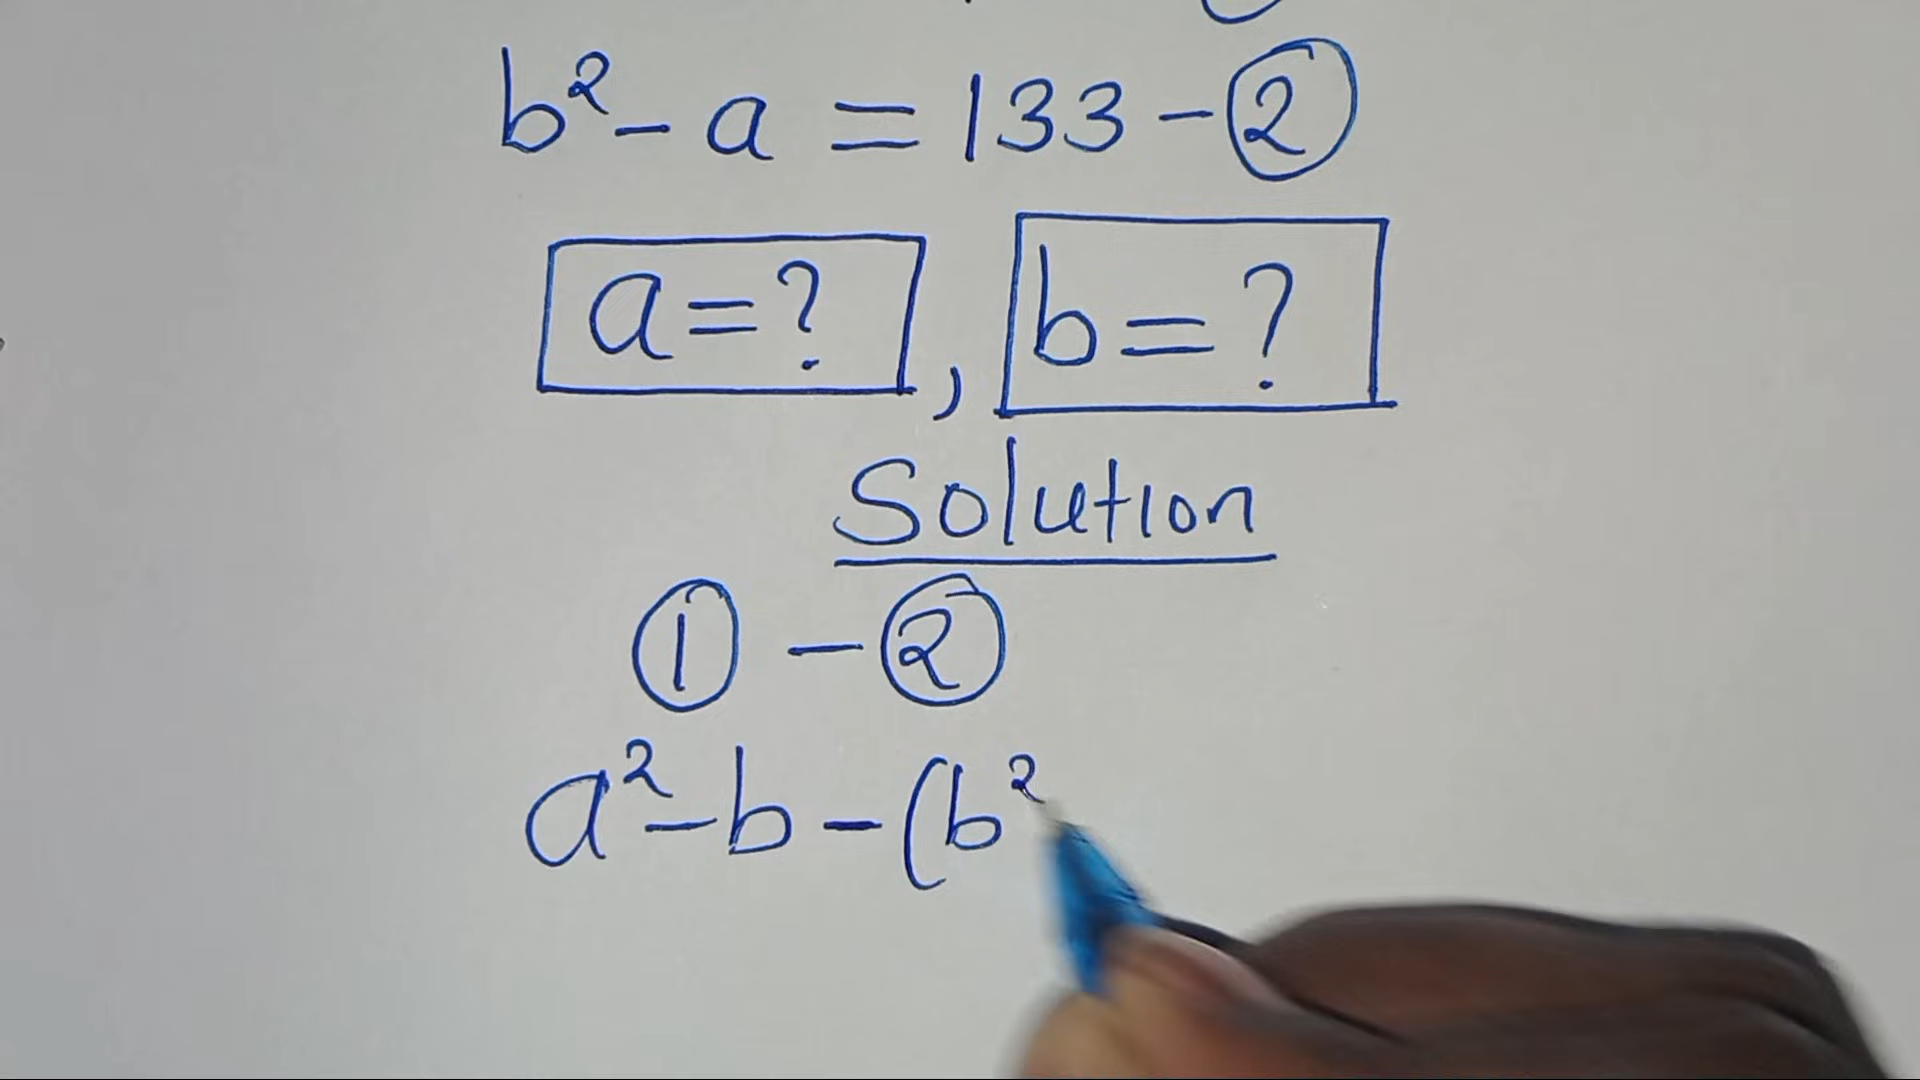 b² - a = 133 - ②
a = ? , b = ?
Solution
① - ②
a² - b - (b²